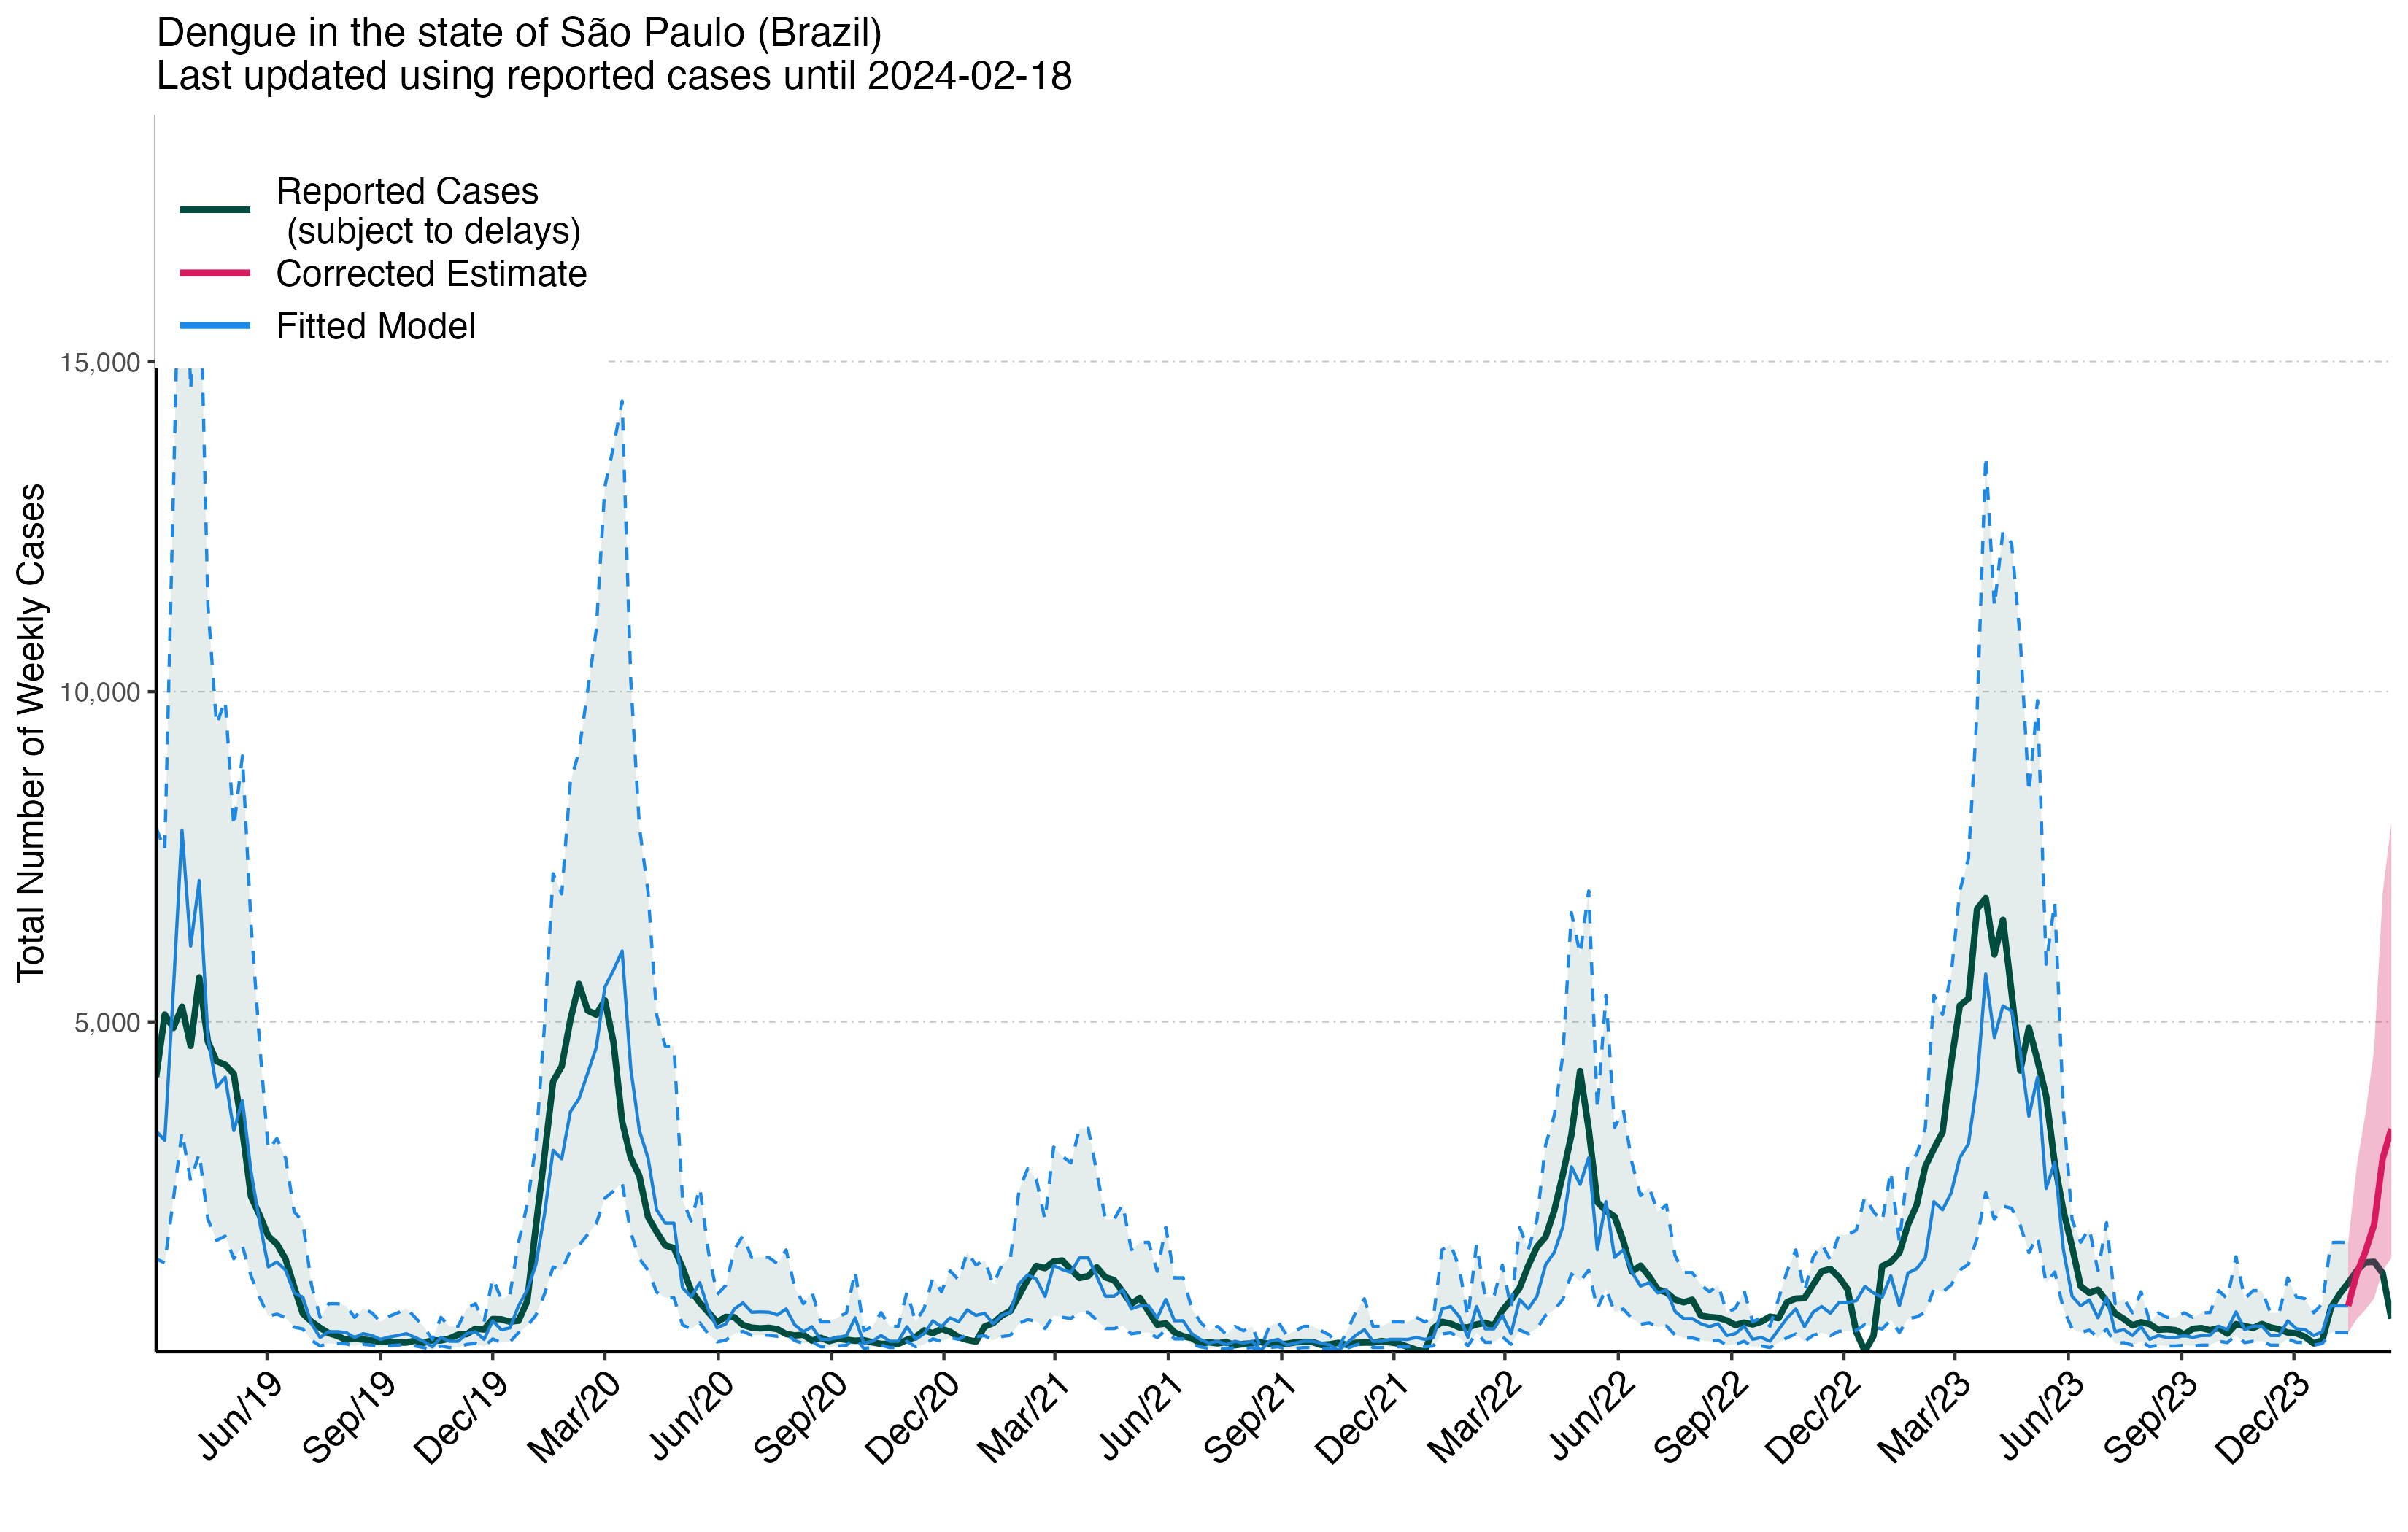 Dengue in the state of São Paulo (Brazil)
Last updated using reported cases until 2024-02-18
Reported Cases
(subject to delays)
Corrected Estimate
Fitted Model
Total Number of Weekly Cases
15,000
10,000
5,000
Jun/19
Sep/19
Dec/19
Mar/20
Jun/20
Sep/20
Dec/20
Mar/21
Jun/21
Sep/21
Dec/21
Mar/22
Jun/22
Sep/22
Dec/22
Mar/23
Jun/23
Sep/23
Dec/23